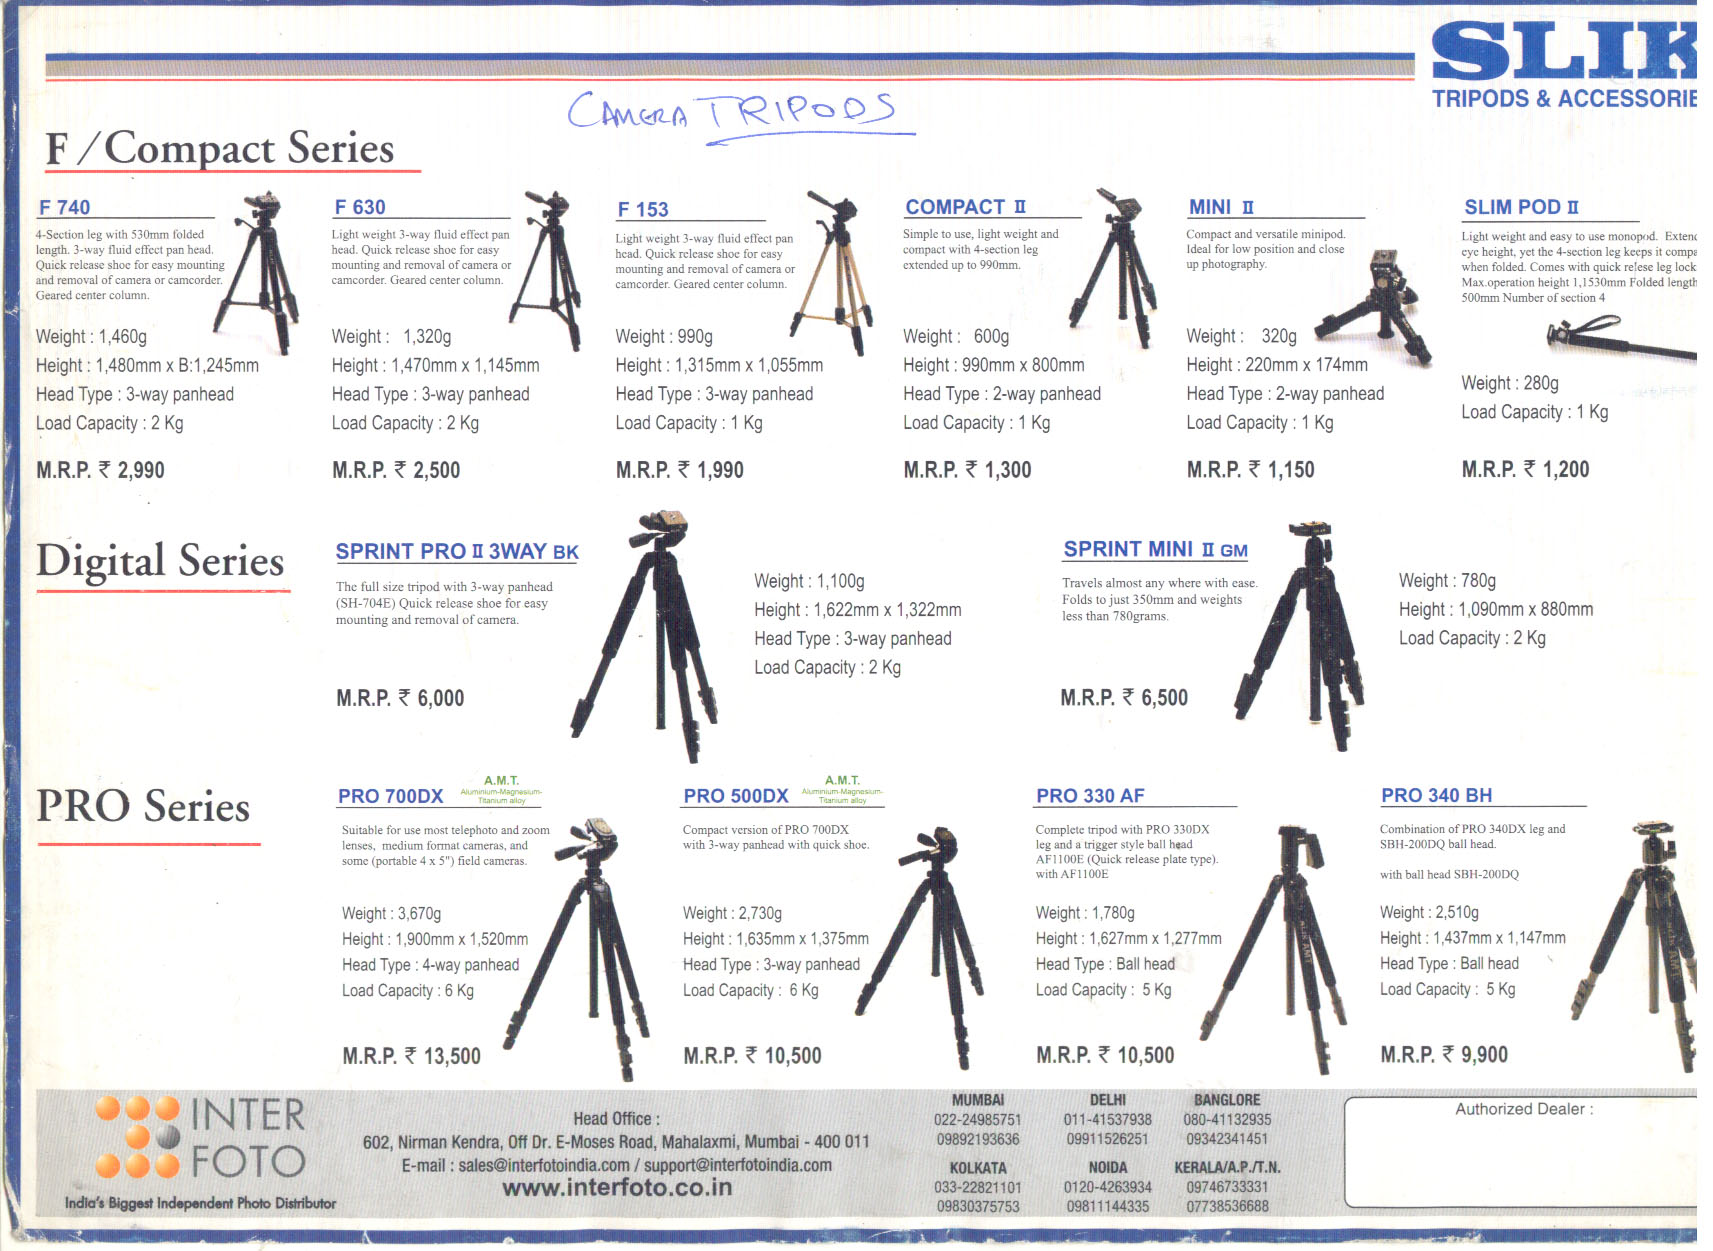 SLIK
TRIPODS & ACCESSORIE
CAMERA TRIPODS
F / Compact Series
F 740
4-Section leg with 530mm folded
length. 3-way fluid effect pan head.
Quick release shoe for easy mounting
and removal of camera or camcorder.
Geared center column.
Weight : 1,460g
Height : 1,480mm x B:1,245mm
Head Type : 3-way panhead
Load Capacity : 2 Kg
M.R.P. ₹ 2,990
F 630
Light weight 3-way fluid effect pan
head. Quick release shoe for easy
mounting and removal of camera or
camcorder. Geared center column.
Weight : 1,320g
Height : 1,470mm x 1,145mm
Head Type : 3-way panhead
Load Capacity : 2 Kg
M.R.P. ₹ 2,500
F 153
Light weight 3-way fluid effect pan
head. Quick release shoe for easy
mounting and removal of camera or
camcorder. Geared center column.
Weight : 990g
Height : 1,315mm x 1,055mm
Head Type : 3-way panhead
Load Capacity : 1 Kg
M.R.P. ₹ 1,990
COMPACT II
Simple to use, light weight and
compact with 4-section leg
extended up to 990mm.
Weight : 600g
Height : 990mm x 800mm
Head Type : 2-way panhead
Load Capacity : 1 Kg
M.R.P. ₹ 1,300
MINI II
Compact and versatile minipod.
Ideal for low position and close
up photography.
Weight : 320g
Height : 220mm x 174mm
Head Type : 2-way panhead
Load Capacity : 1 Kg
M.R.P. ₹ 1,150
SLIM POD II
Light weight and easy to use monopod. Extenc
eye height, yet the 4-section leg keeps it compa
when folded. Comes with quick relese leg lock
Max.operation height 1,1530mm Folded length
500mm Number of section 4
Weight : 280g
Load Capacity : 1 Kg
M.R.P. ₹ 1,200
Digital Series
SPRINT PRO II 3WAY BK
The full size tripod with 3-way panhead
(SH-704E) Quick release shoe for easy
mounting and removal of camera.
M.R.P. ₹ 6,000
Weight : 1,100g
Height : 1,622mm x 1,322mm
Head Type : 3-way panhead
Load Capacity : 2 Kg
SPRINT MINI II GM
Travels almost any where with ease.
Folds to just 350mm and weights
less than 780grams.
M.R.P. ₹ 6,500
Weight : 780g
Height : 1,090mm x 880mm
Load Capacity : 2 Kg
PRO Series
PRO 700DX
A.M.T.
Aluminium-Magnesium-
Titanium alloy
Suitable for use most telephoto and zoom
lenses, medium format cameras, and
some (portable 4 x 5") field cameras.
Weight : 3,670g
Height : 1,900mm x 1,520mm
Head Type : 4-way panhead
Load Capacity : 6 Kg
M.R.P. ₹ 13,500
PRO 500DX
A.M.T.
Aluminium-Magnesium-
Titanium alloy
Compact version of PRO 700DX
with 3-way panhead with quick shoe.
Weight : 2,730g
Height : 1,635mm x 1,375mm
Head Type : 3-way panhead
Load Capacity : 6 Kg
M.R.P. ₹ 10,500
PRO 330 AF
Complete tripod with PRO 330DX
leg and a trigger style ball head
AF1100E (Quick release plate type).
with AF1100E
Weight : 1,780g
Height : 1,627mm x 1,277mm
Head Type : Ball head
Load Capacity : 5 Kg
M.R.P. ₹ 10,500
SLIK AMT
PRO 340 BH
Combination of PRO 340DX leg and
SBH-200DQ ball head.
with ball head SBH-200DQ
Weight : 2,510g
Height : 1,437mm x 1,147mm
Head Type : Ball head
Load Capacity : 5 Kg
M.R.P. ₹ 9,900
SLIK AMT
INTER
FOTO
India's Biggest Independent Photo Distributor
Head Office :
602, Nirman Kendra, Off Dr. E-Moses Road, Mahalaxmi, Mumbai - 400 011
E-mail : sales@interfotoindia.com / support@interfotoindia.com
www.interfoto.co.in
MUMBAI
022-24985751
09892193636
DELHI
011-41537938
09911526251
BANGLORE
080-41132935
09342341451
KOLKATA
033-22821101
09830375753
NOIDA
0120-4263934
09811144335
KERALA/A.P./T.N.
09746733331
07738536688
Authorized Dealer :